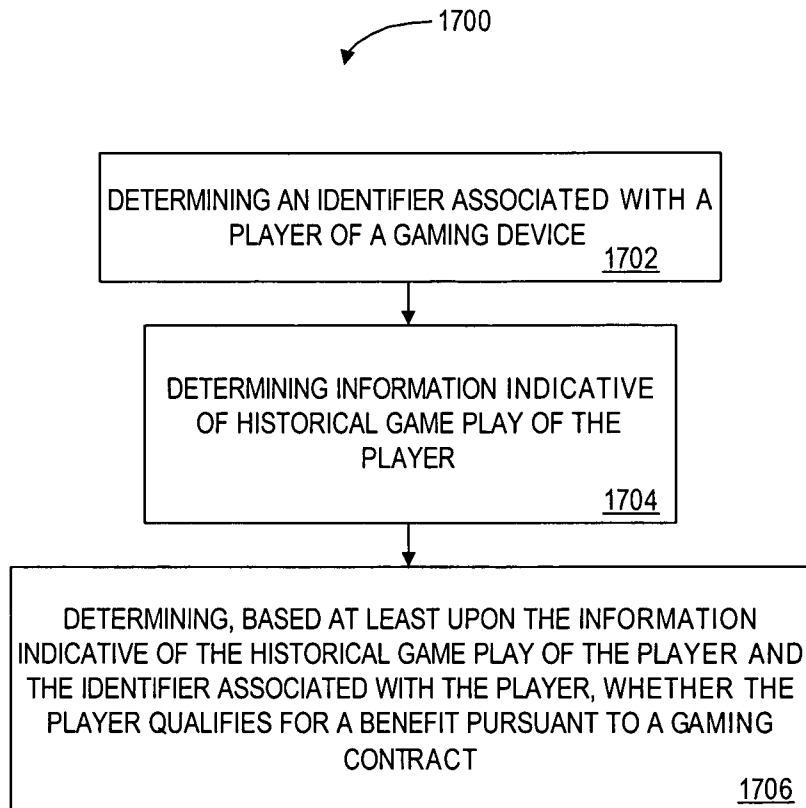 1700
DETERMINING AN IDENTIFIER ASSOCIATED WITH A
PLAYER OF A GAMING DEVICE
1702
DETERMINING INFORMATION INDICATIVE
OF HISTORICAL GAME PLAY OF THE
PLAYER
1704
DETERMINING, BASED AT LEAST UPON THE INFORMATION
INDICATIVE OF THE HISTORICAL GAME PLAY OF THE PLAYER AND
THE IDENTIFIER ASSOCIATED WITH THE PLAYER, WHETHER THE
PLAYER QUALIFIES FOR A BENEFIT PURSUANT TO A GAMING
CONTRACT
1706